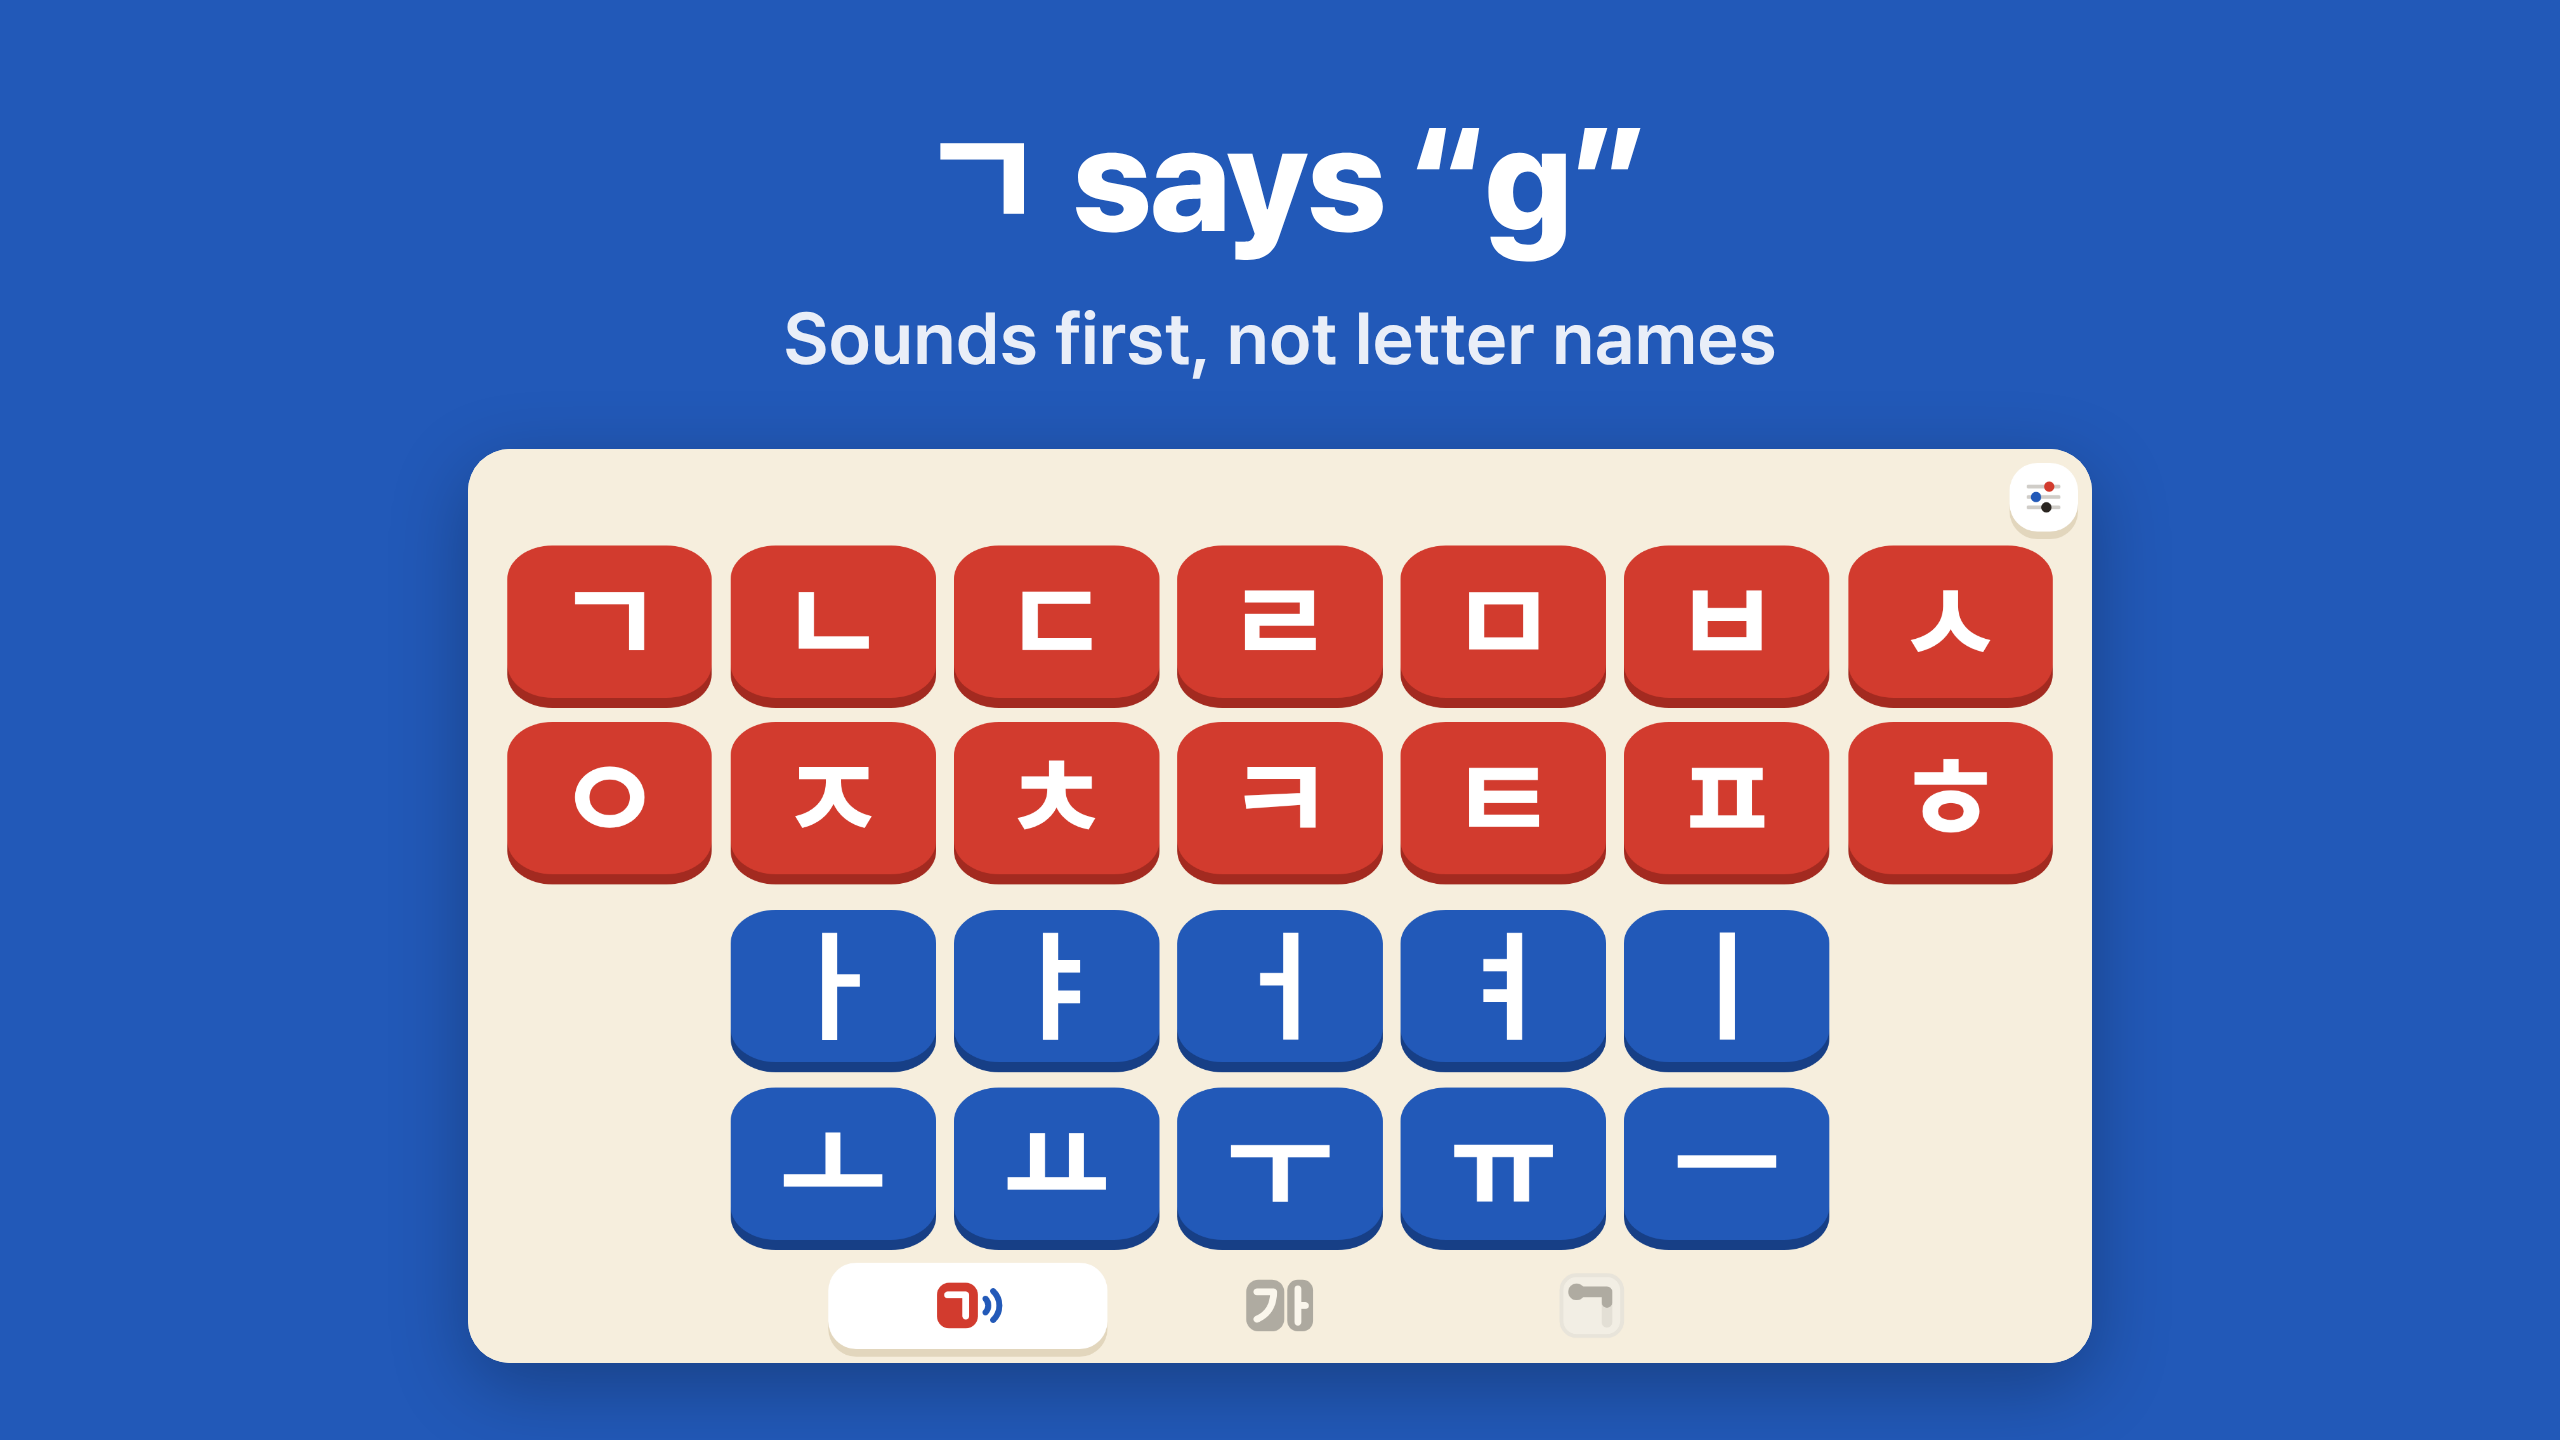 ㄱ says “g”
Sounds first, not letter names
ㄱ ㄴ ㄷ ㄹ ㅁ ㅂ ㅅ
ㅇ ㅈ ㅊ ㅋ ㅌ ㅍ ㅎ
ㅏ ㅑ ㅓ ㅕ ㅣ
ㅗ ㅛ ㅜ ㅠ ㅡ
ㄱ 가 ㄱ